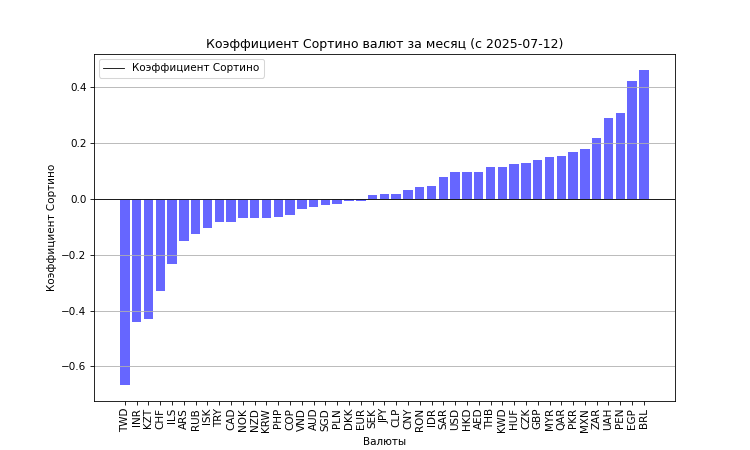 Коэффициент Сортино валют за месяц (с 2025-07-12)
Коэффициент Сортино
Коэффициент Сортино
0.4
0.2
0.0
−0.2
−0.4
−0.6
TWD INR KZT CHF ILS ARS RUB ISK TRY CAD NOK NZD KRW PHP COP VND AUD SGD PLN DKK EUR SEK JPY CLP CNY RON IDR SAR USD HKD AED THB KWD HUF CZK GBP MYR QAR PKR MXN ZAR UAH PEN EGP BRL
Валюты